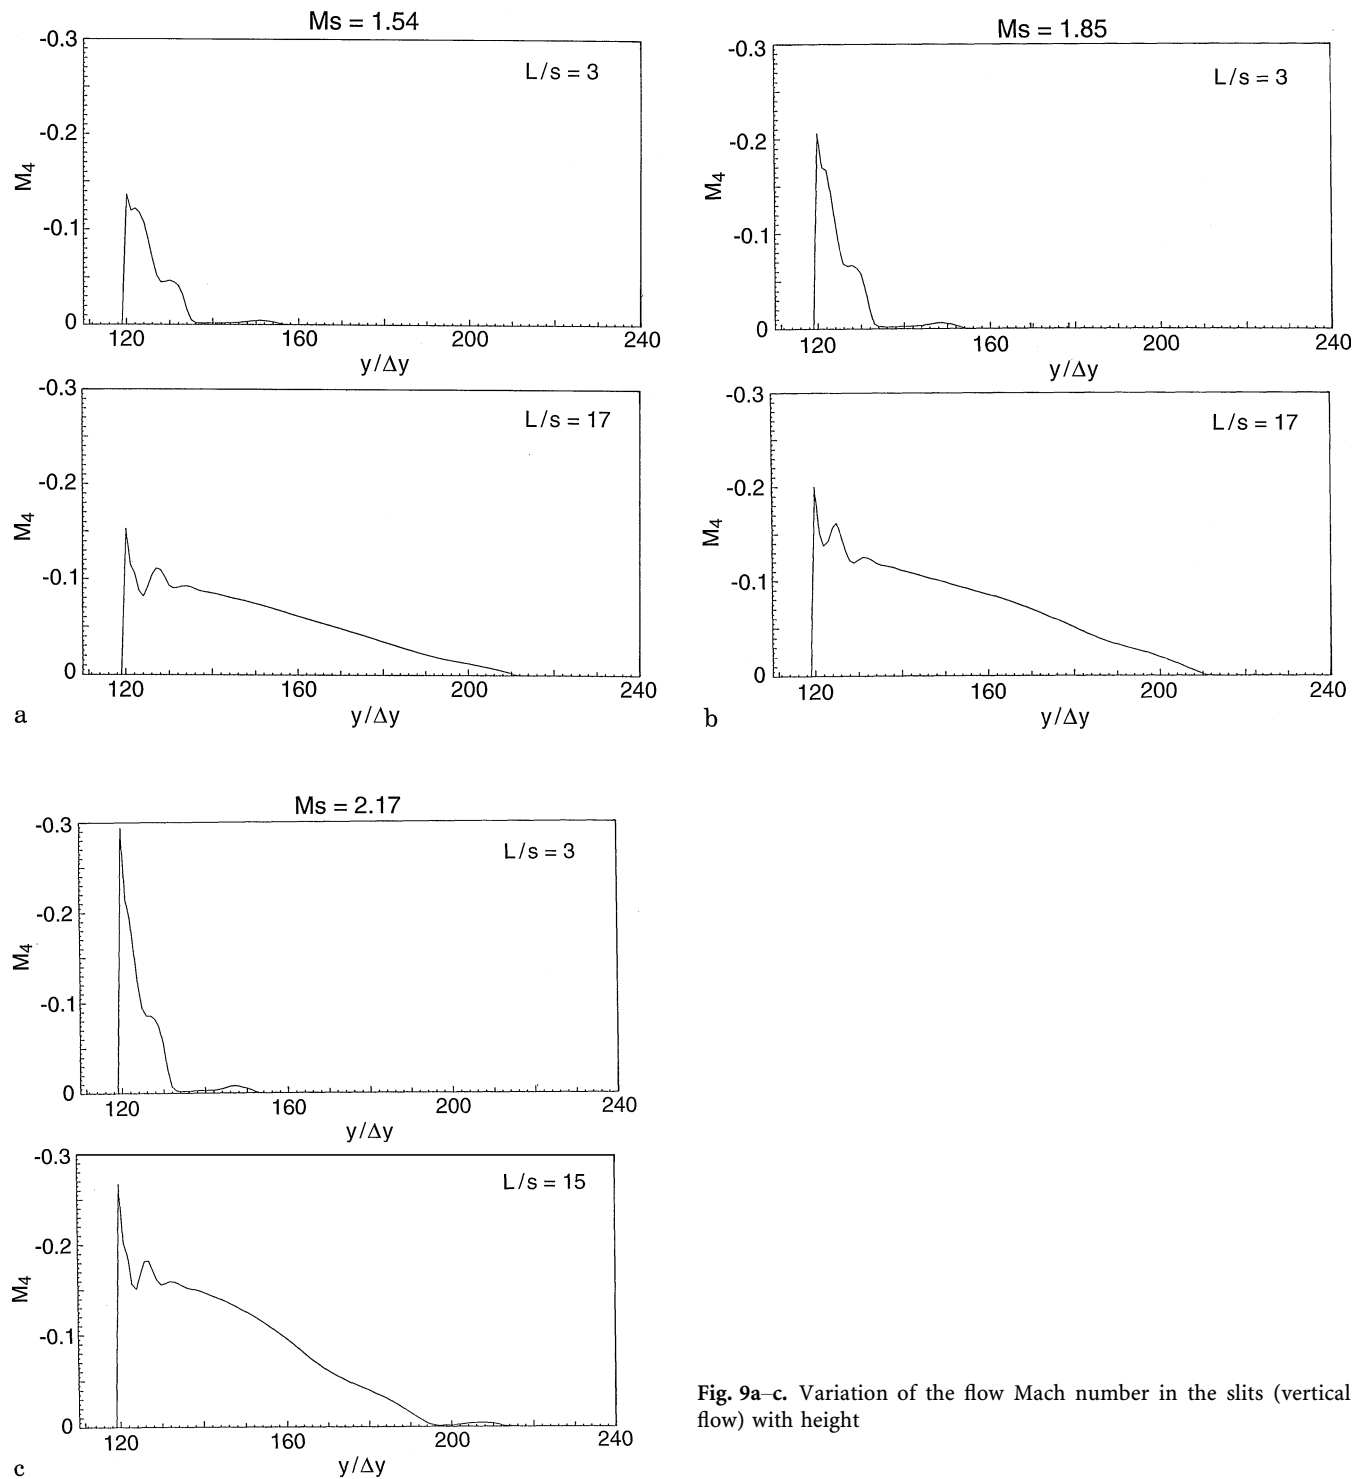 Ms = 1.54
-0.3
L/s = 3
-0.2
M4
-0.1
0
120 160 200 240
y/Δy
-0.3
L/s = 17
-0.2
M4
-0.1
0
120 160 200 240
y/Δy
a
Ms = 1.85
-0.3
L/s = 3
-0.2
M4
-0.1
0
120 160 200 240
y/Δy
-0.3
L/s = 17
-0.2
M4
-0.1
0
120 160 200 240
y/Δy
b
Ms = 2.17
-0.3
L/s = 3
-0.2
M4
-0.1
0
120 160 200 240
y/Δy
-0.3
L/s = 15
-0.2
M4
-0.1
0
120 160 200 240
y/Δy
c
Fig. 9a–c. Variation of the flow Mach number in the slits (vertical
flow) with height